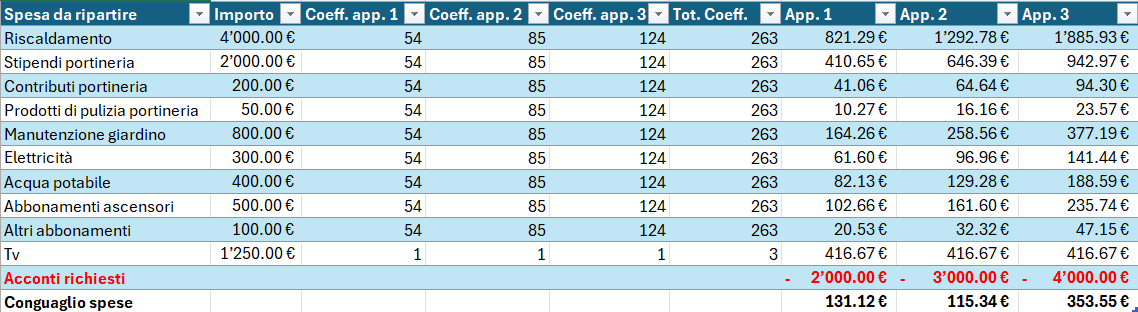 Spesa da ripartire Importo Coeff. app. 1 Coeff. app. 2 Coeff. app. 3 Tot. Coeff. App. 1 App. 2 App. 3
Riscaldamento 4’000.00 € 54 85 124 263 821.29 € 1’292.78 € 1’885.93 €
Stipendi portineria 2’000.00 € 54 85 124 263 410.65 € 646.39 € 942.97 €
Contributi portineria 200.00 € 54 85 124 263 41.06 € 64.64 € 94.30 €
Prodotti di pulizia portineria 50.00 € 54 85 124 263 10.27 € 16.16 € 23.57 €
Manutenzione giardino 800.00 € 54 85 124 263 164.26 € 258.56 € 377.19 €
Elettricità 300.00 € 54 85 124 263 61.60 € 96.96 € 141.44 €
Acqua potabile 400.00 € 54 85 124 263 82.13 € 129.28 € 188.59 €
Abbonamenti ascensori 500.00 € 54 85 124 263 102.66 € 161.60 € 235.74 €
Altri abbonamenti 100.00 € 54 85 124 263 20.53 € 32.32 € 47.15 €
Tv 1’250.00 € 1 1 1 3 416.67 € 416.67 € 416.67 €
Acconti richiesti - 2’000.00 € - 3’000.00 € - 4’000.00 €
Conguaglio spese 131.12 € 115.34 € 353.55 €